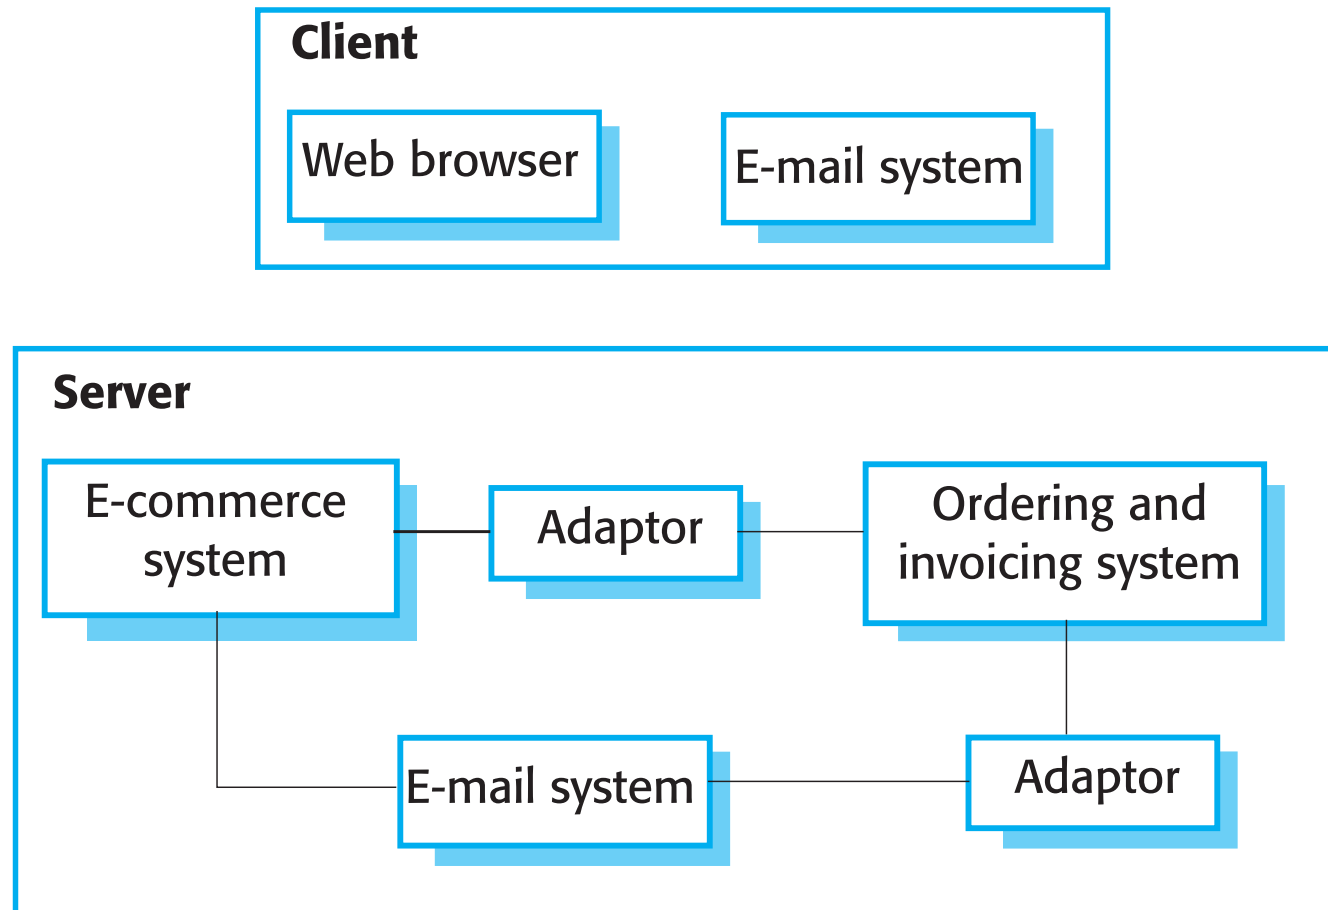 Client
Web browser
E-mail system
Server
E-commerce
system
Adaptor
Ordering and
invoicing system
E-mail system
Adaptor